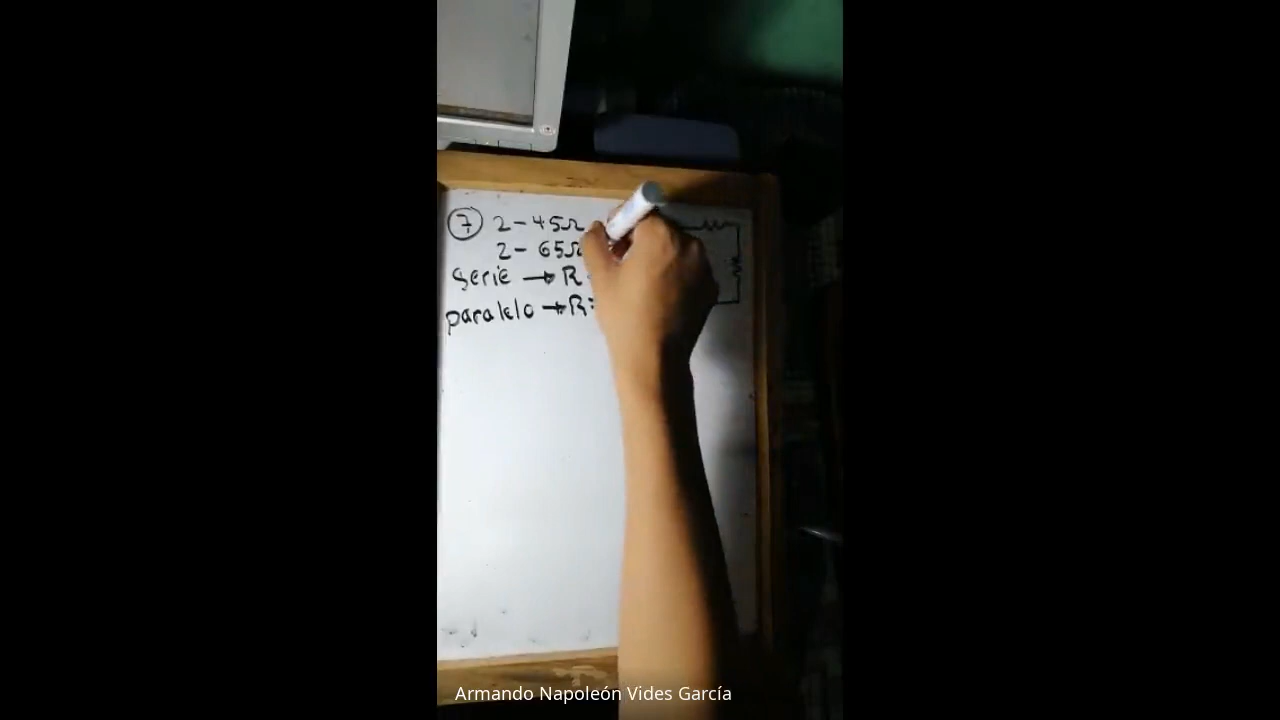 7 2 - 45Ω
2 - 65Ω
Serie → R
paralelo → R=
Armando Napoleón Vides García